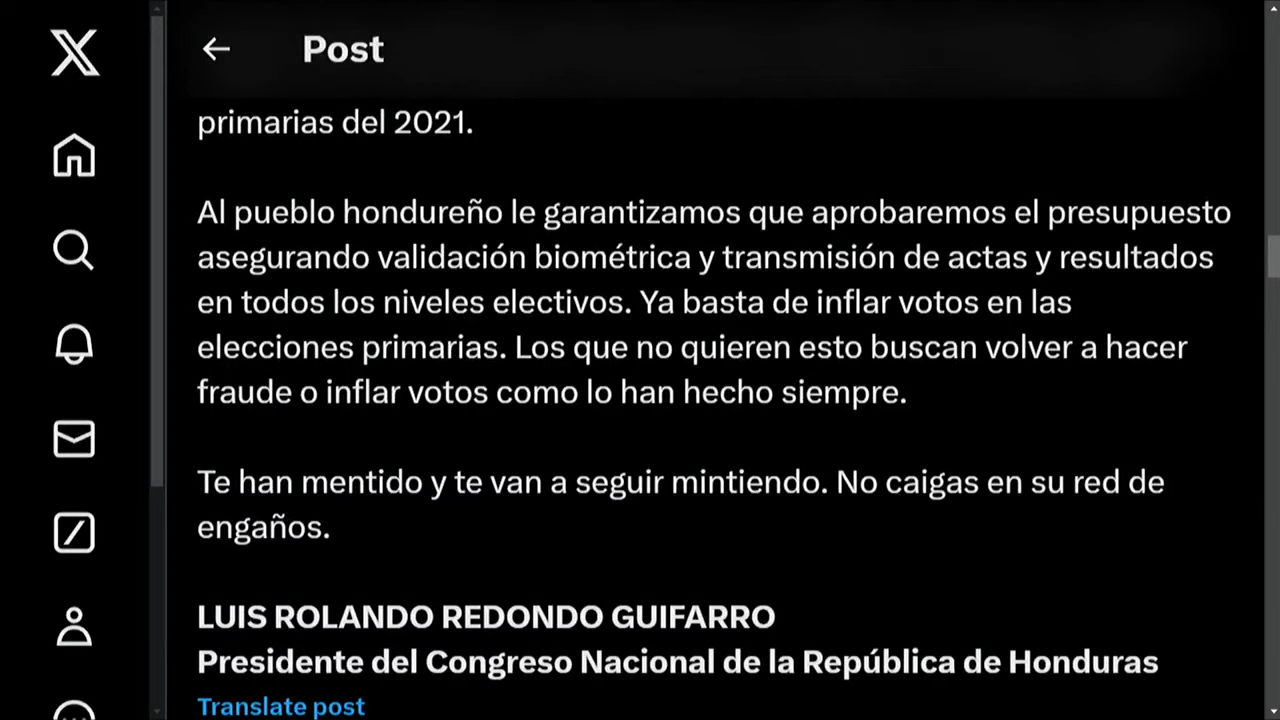 Post
primarias del 2021.
Al pueblo hondureño le garantizamos que aprobaremos el presupuesto
asegurando validación biométrica y transmisión de actas y resultados
en todos los niveles electivos. Ya basta de inflar votos en las
elecciones primarias. Los que no quieren esto buscan volver a hacer
fraude o inflar votos como lo han hecho siempre.
Te han mentido y te van a seguir mintiendo. No caigas en su red de
engaños.
LUIS ROLANDO REDONDO GUIFARRO
Presidente del Congreso Nacional de la República de Honduras
Translate post